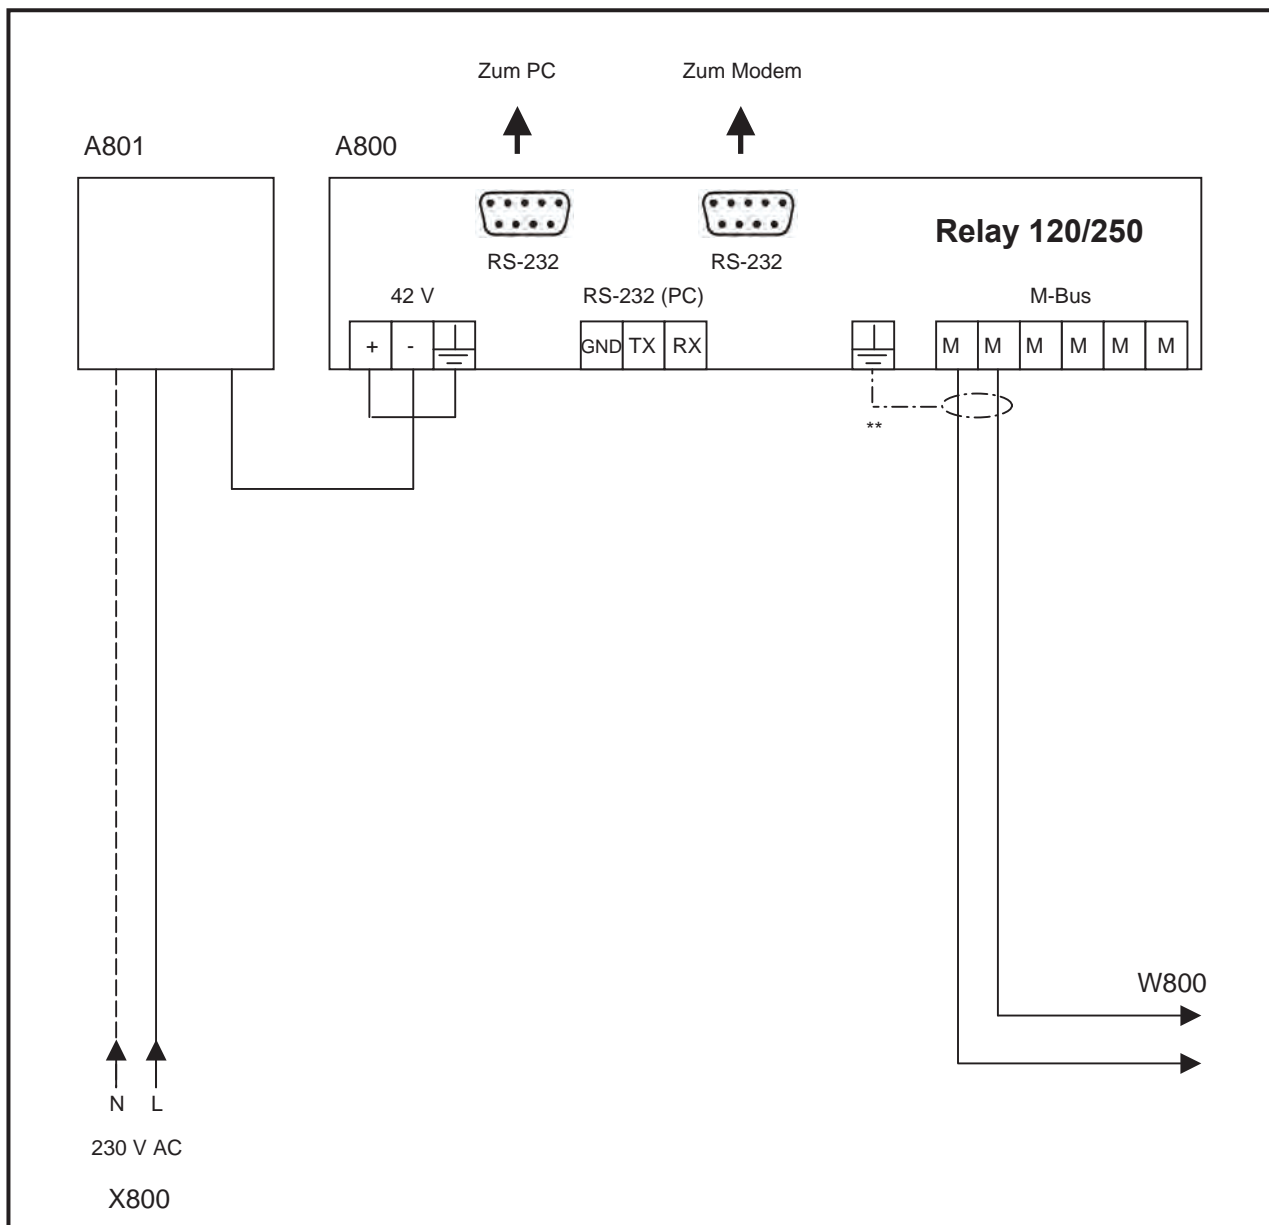 Zum PC
Zum Modem
A801
A800
Relay 120/250
RS-232
RS-232
42 V
RS-232 (PC)
M-Bus
+
-
GND
TX
RX
M
M
M
M
M
M
**
W800
N
L
230 V AC
X800